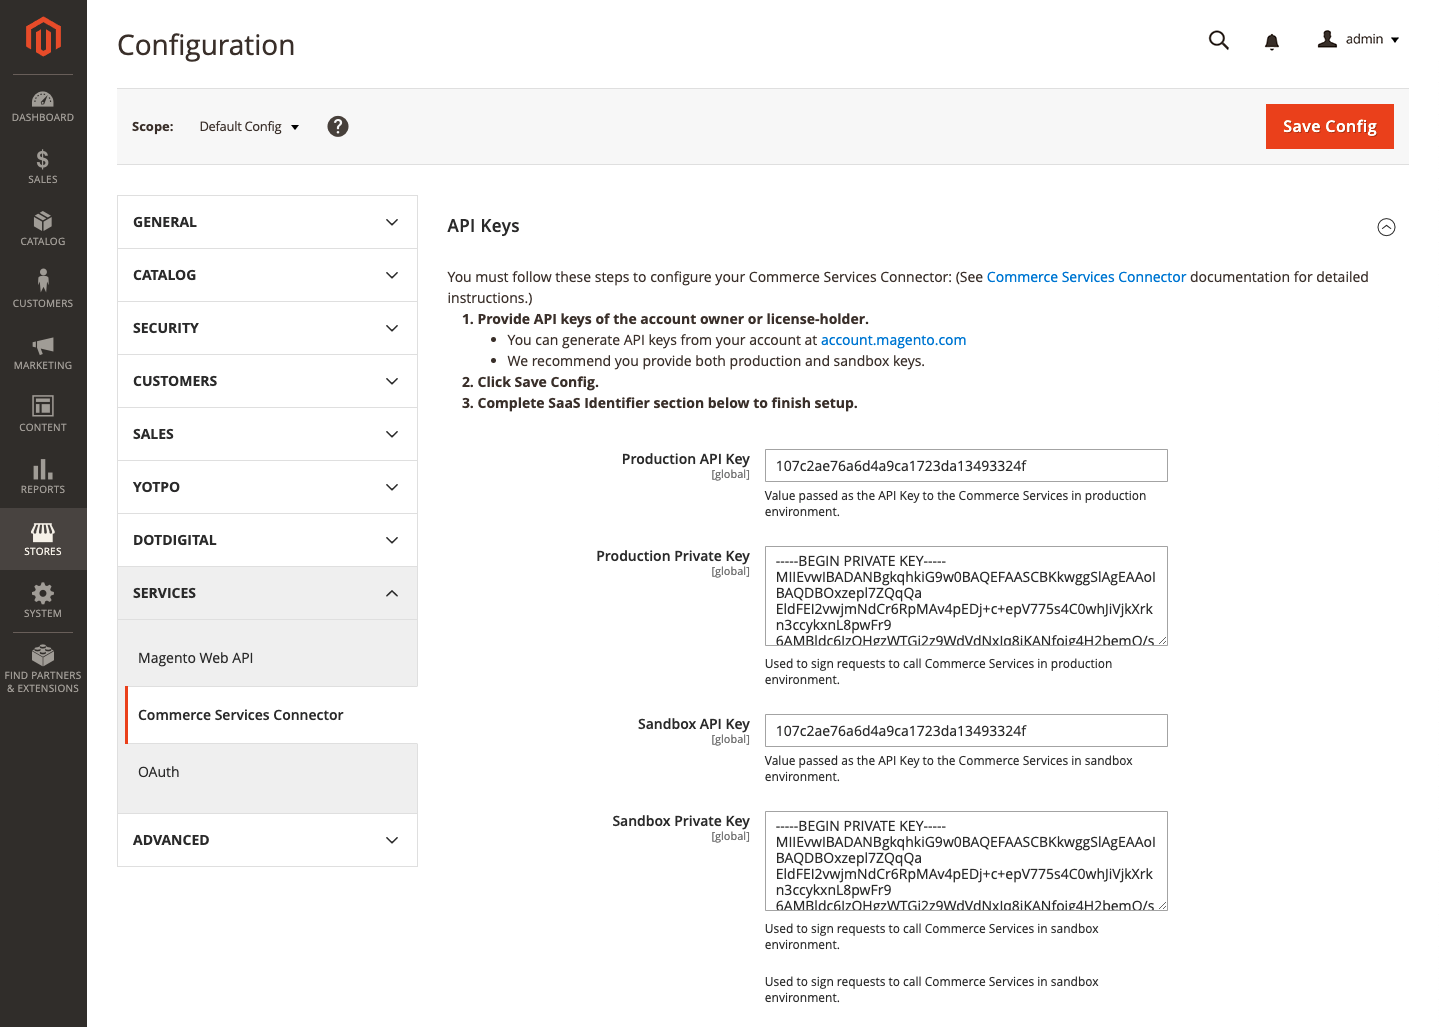 Configuration
admin
Scope:
Default Config
?
Save Config
DASHBOARD
$
SALES
CATALOG
CUSTOMERS
MARKETING
CONTENT
REPORTS
STORES
SYSTEM
FIND PARTNERS
& EXTENSIONS
GENERAL
CATALOG
SECURITY
CUSTOMERS
SALES
YOTPO
DOTDIGITAL
SERVICES
Magento Web API
Commerce Services Connector
OAuth
ADVANCED
API Keys
You must follow these steps to configure your Commerce Services Connector: (See Commerce Services Connector documentation for detailed
instructions.)
1. Provide API keys of the account owner or license-holder.
• You can generate API keys from your account at account.magento.com
• We recommend you provide both production and sandbox keys.
2. Click Save Config.
3. Complete SaaS Identifier section below to finish setup.
Production API Key
[global]
107c2ae76a6d4a9ca1723da13493324f
Value passed as the API Key to the Commerce Services in production
environment.
Production Private Key
[global]
-----BEGIN PRIVATE KEY-----
MIIEvwIBADANBgkqhkiG9w0BAQEFAASCBKkwggSlAgEAAoI
BAQDBOxzepl7ZQqQa
EldFEI2vwjmNdCr6RpMAv4pEDj+c+epV775s4C0whJiVjkXrk
n3ccykxnL8pwFr9
Used to sign requests to call Commerce Services in production
environment.
Sandbox API Key
[global]
107c2ae76a6d4a9ca1723da13493324f
Value passed as the API Key to the Commerce Services in sandbox
environment.
Sandbox Private Key
[global]
-----BEGIN PRIVATE KEY-----
MIIEvwIBADANBgkqhkiG9w0BAQEFAASCBKkwggSlAgEAAoI
BAQDBOxzepl7ZQqQa
EldFEI2vwjmNdCr6RpMAv4pEDj+c+epV775s4C0whJiVjkXrk
n3ccykxnL8pwFr9
Used to sign requests to call Commerce Services in sandbox
environment.
Used to sign requests to call Commerce Services in sandbox
environment.